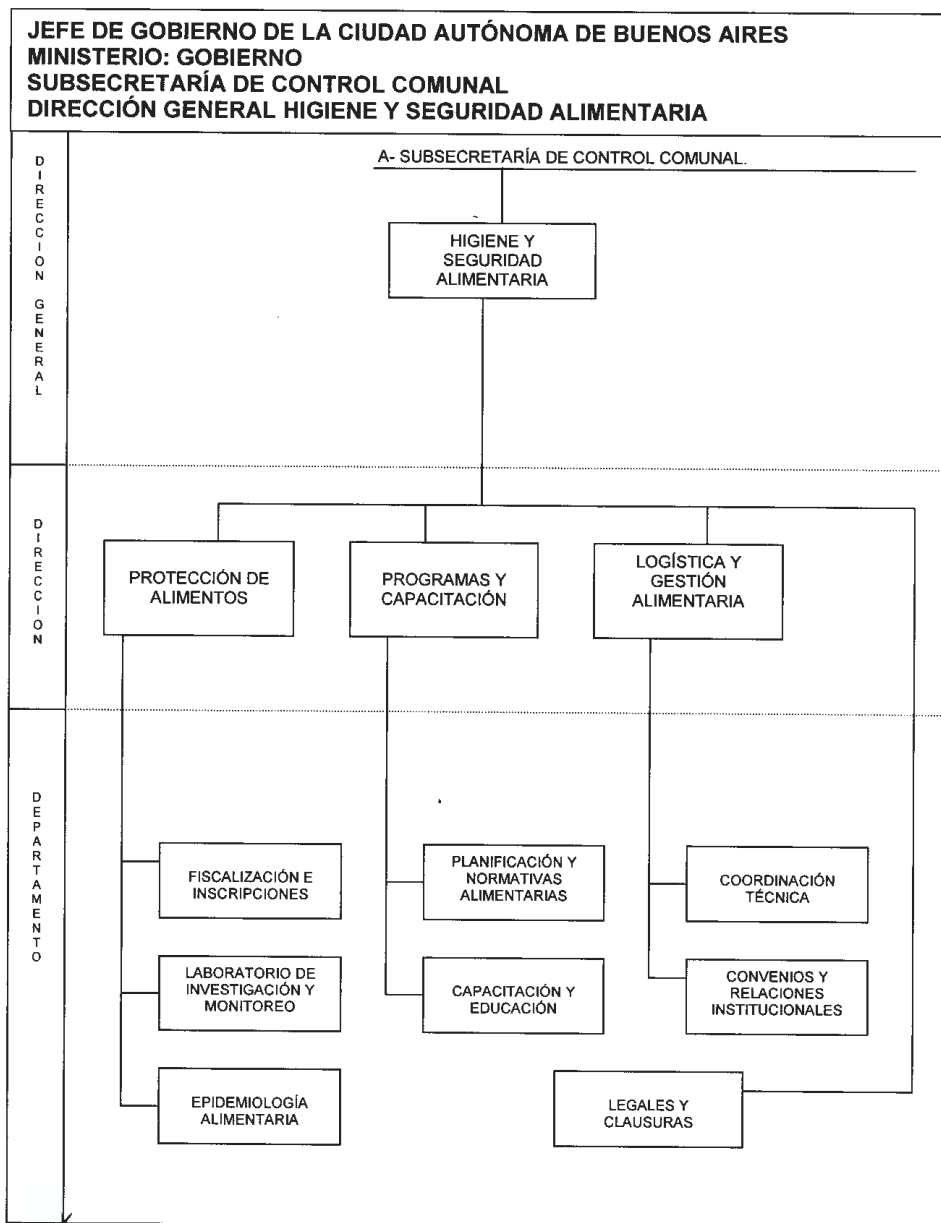 JEFE DE GOBIERNO DE LA CIUDAD AUTÓNOMA DE BUENOS AIRES
MINISTERIO: GOBIERNO
SUBSECRETARÍA DE CONTROL COMUNAL
DIRECCIÓN GENERAL HIGIENE Y SEGURIDAD ALIMENTARIA
DIRECCION GENERAL
A- SUBSECRETARÍA DE CONTROL COMUNAL.
HIGIENE Y
SEGURIDAD
ALIMENTARIA
DIRECCION
PROTECCIÓN DE
ALIMENTOS
PROGRAMAS Y
CAPACITACIÓN
LOGÍSTICA Y
GESTIÓN
ALIMENTARIA
DEPARTAMENTO
FISCALIZACIÓN E
INSCRIPCIONES
PLANIFICACIÓN Y
NORMATIVAS
ALIMENTARIAS
COORDINACIÓN
TÉCNICA
LABORATORIO DE
INVESTIGACIÓN Y
MONITOREO
CAPACITACIÓN Y
EDUCACIÓN
CONVENIOS Y
RELACIONES
INSTITUCIONALES
EPIDEMIOLOGÍA
ALIMENTARIA
LEGALES Y
CLAUSURAS